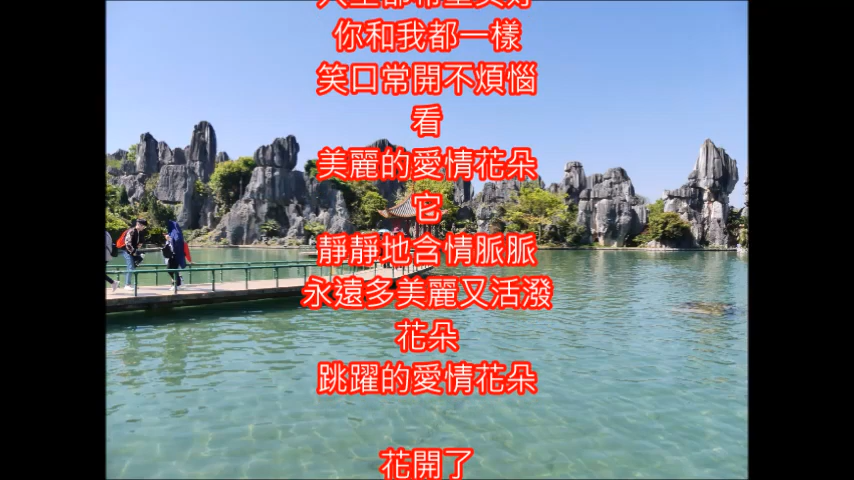 你和我都一樣
笑口常開不煩惱
看
美麗的愛情花朵
它
靜靜地含情脈脈
永遠多美麗又活潑
花朵
跳躍的愛情花朵
花開了